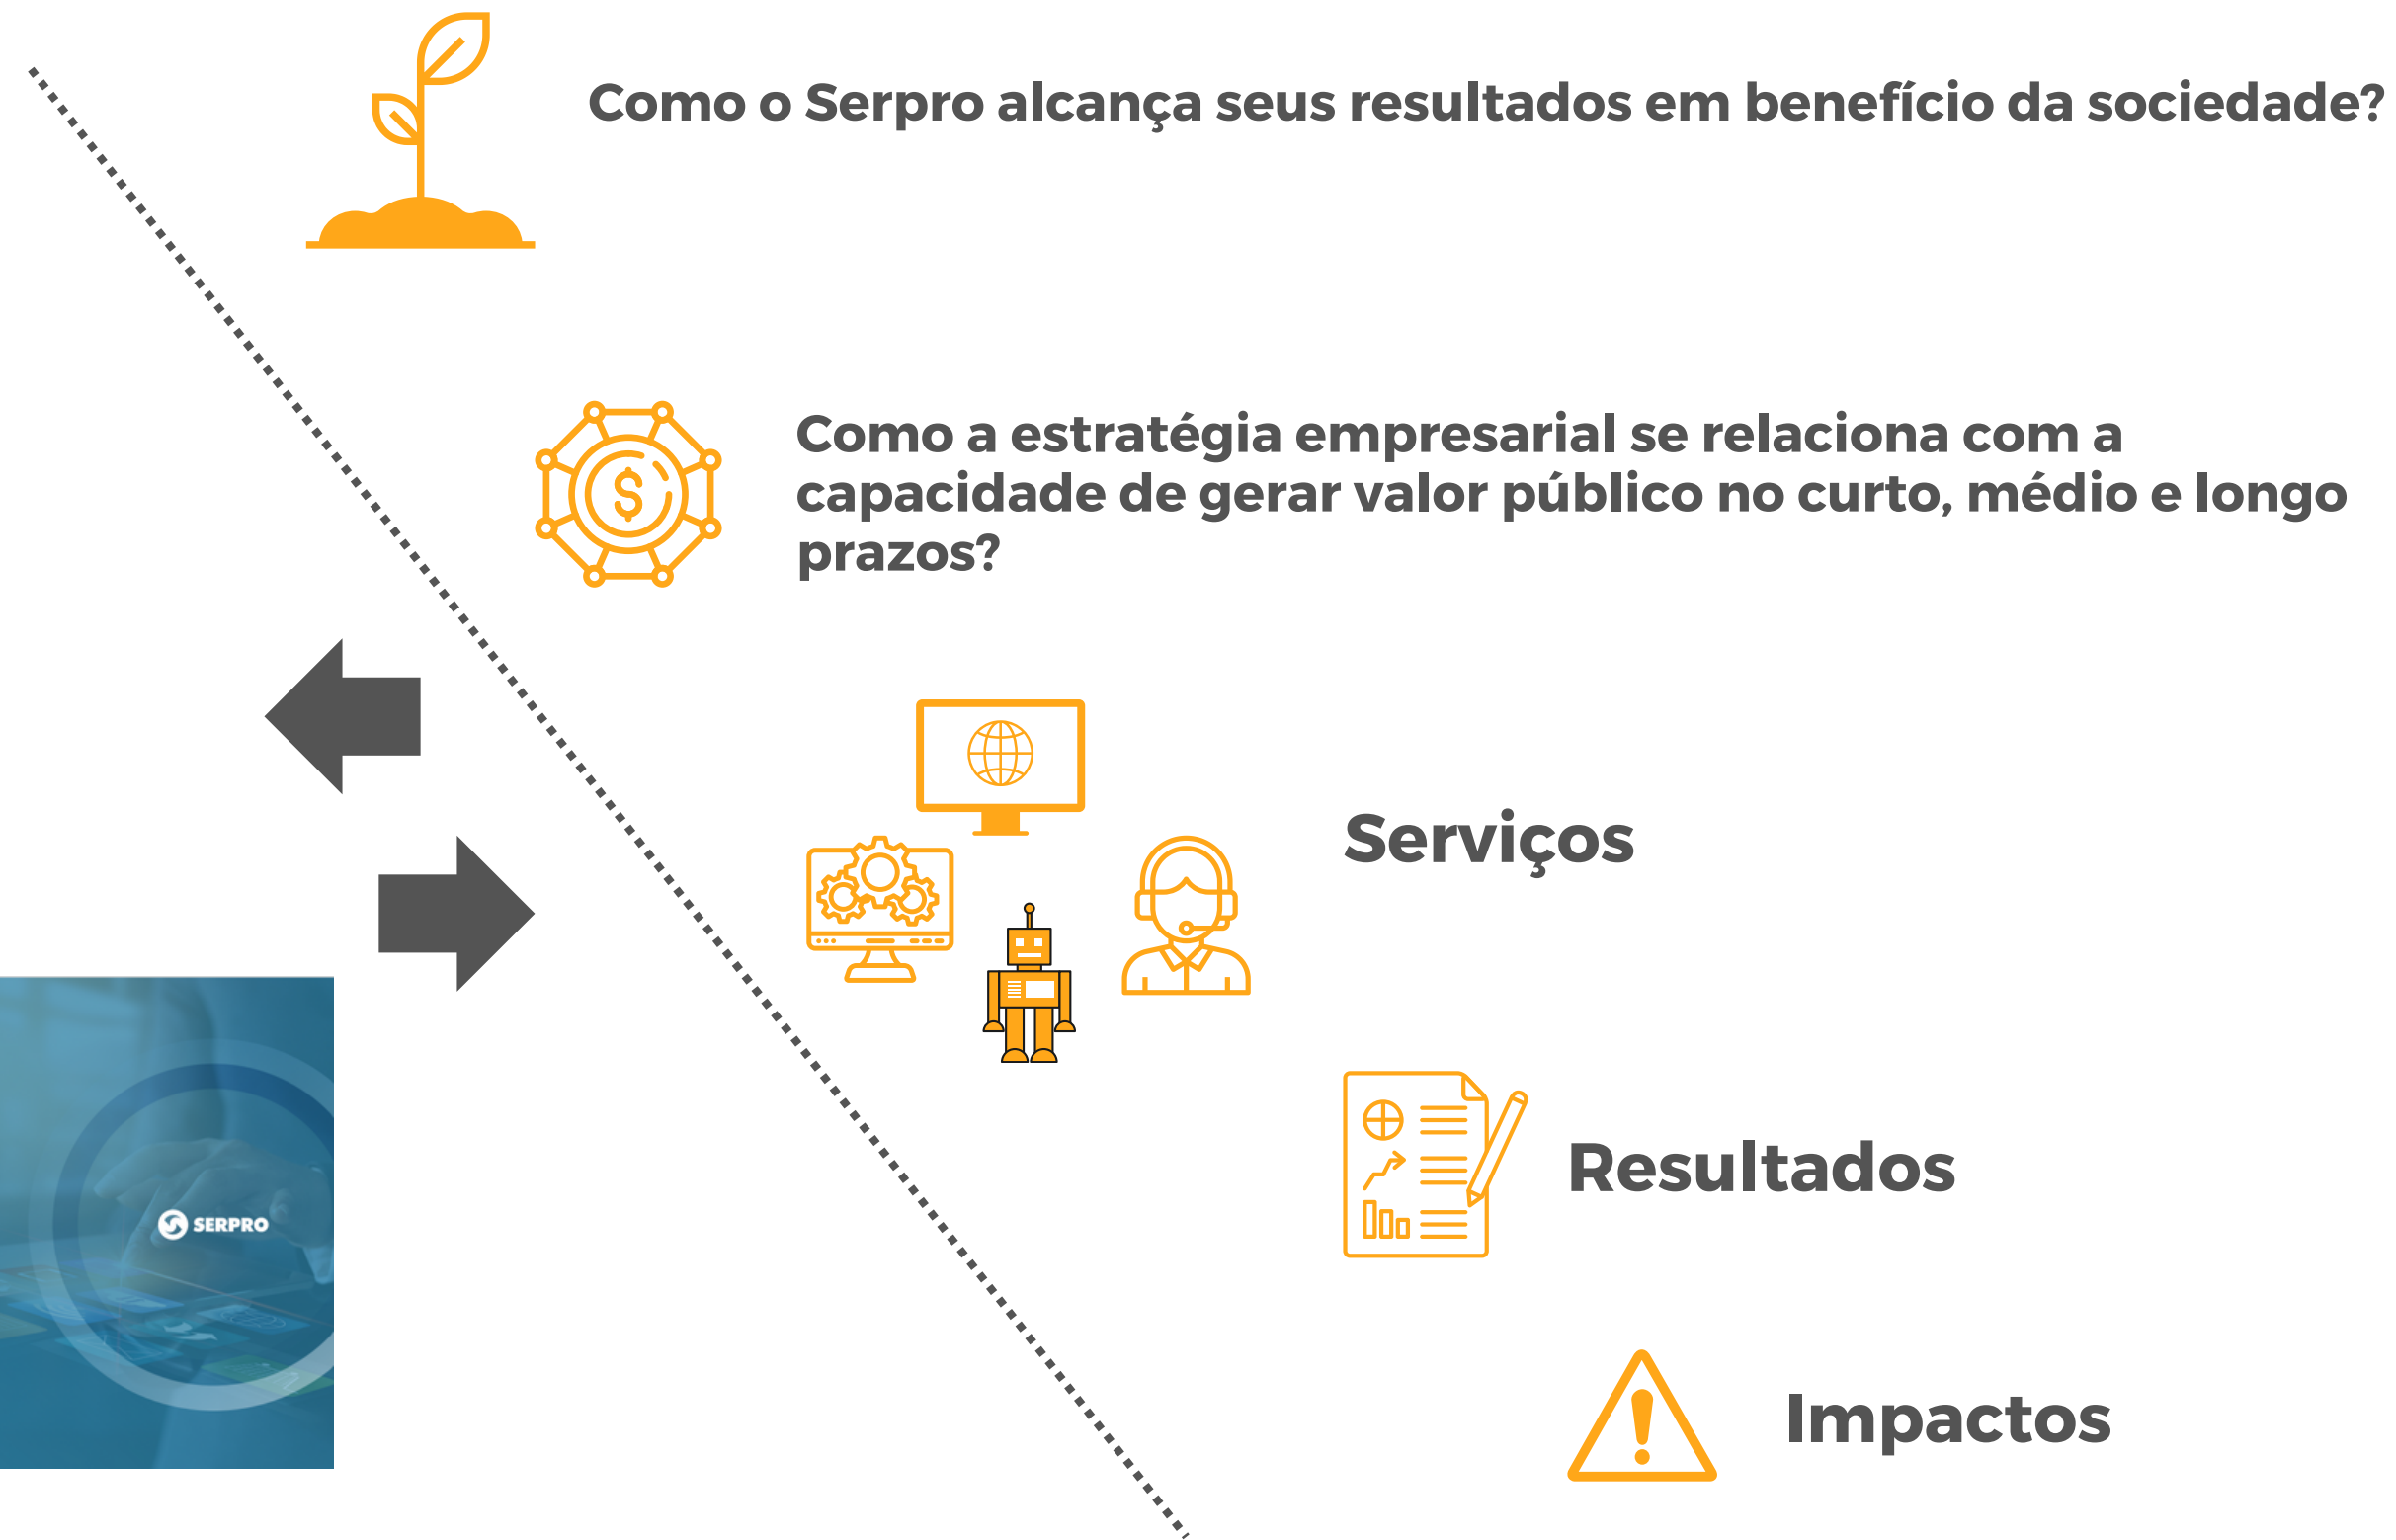 Como o Serpro alcança seus resultados em benefício da sociedade?
Como a estratégia empresarial se relaciona com a
capacidade de gerar valor público no curto, médio e longo
prazos?
Serviços
Resultados
SERPRO
Impactos